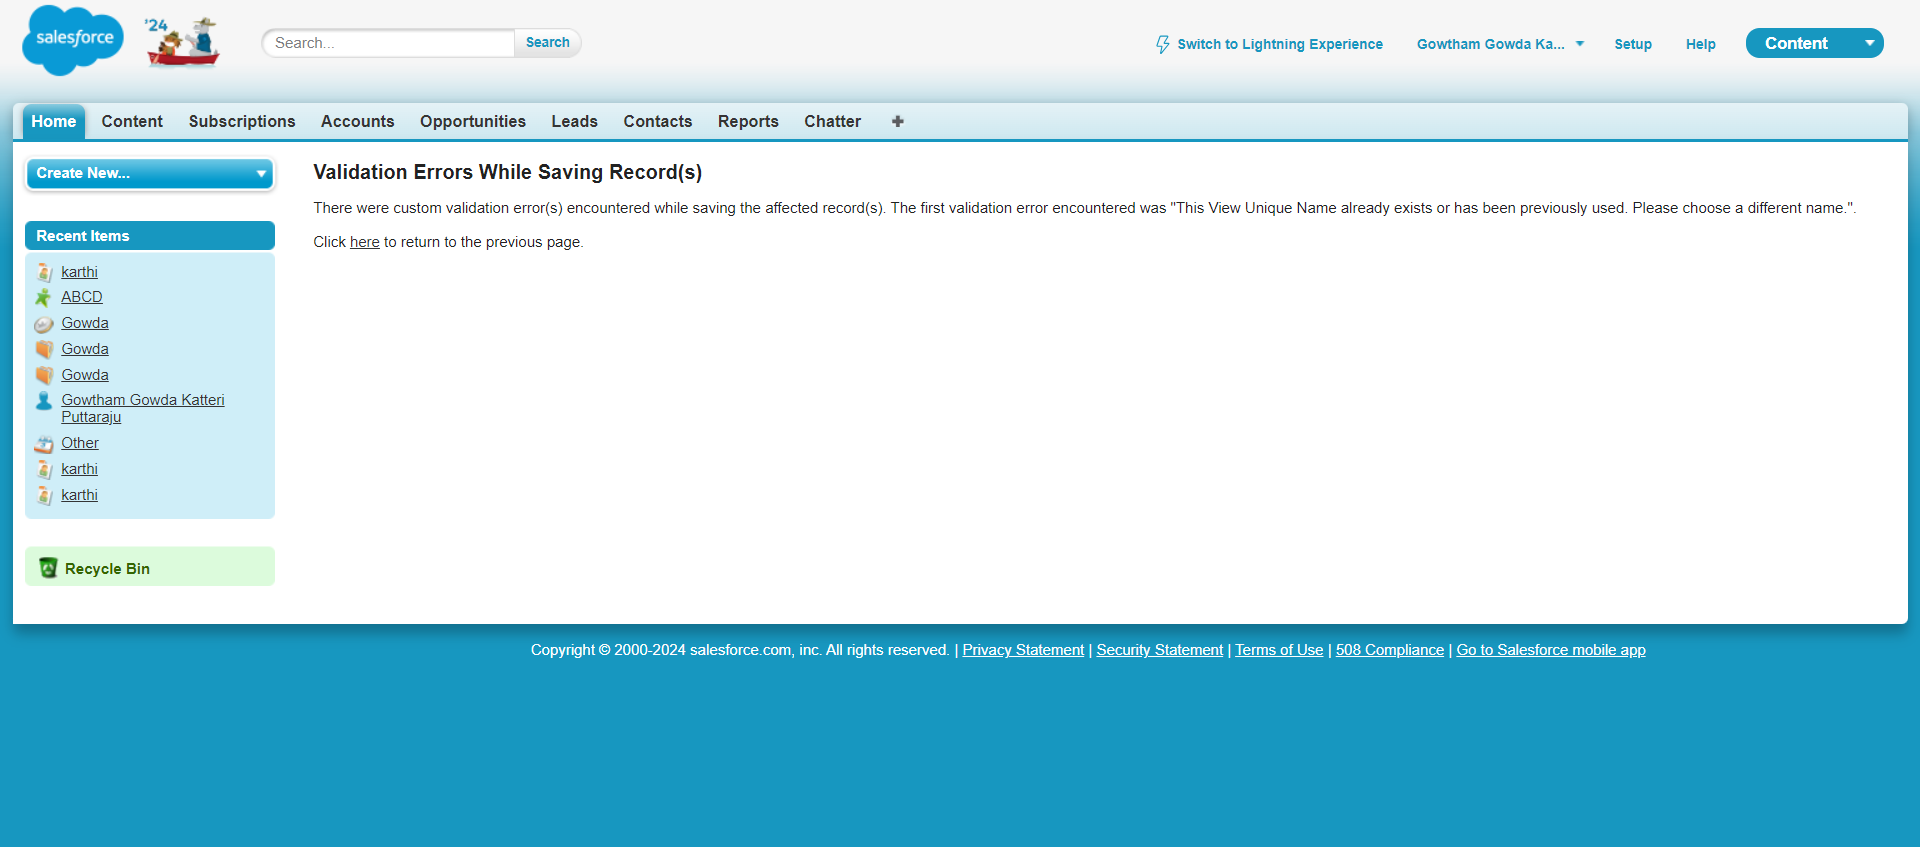 salesforce
'24
Search...
Search
Switch to Lightning Experience
Gowtham Gowda Ka...
Setup
Help
Content
Home
Content
Subscriptions
Accounts
Opportunities
Leads
Contacts
Reports
Chatter
Create New...
Recent Items
karthi
ABCD
Gowda
Gowda
Gowda
Gowtham Gowda Katteri
Puttaraju
Other
karthi
karthi
Recycle Bin
Validation Errors While Saving Record(s)
There were custom validation error(s) encountered while saving the affected record(s). The first validation error encountered was "This View Unique Name already exists or has been previously used. Please choose a different name.".
Click here to return to the previous page.
Copyright © 2000-2024 salesforce.com, inc. All rights reserved. | Privacy Statement | Security Statement | Terms of Use | 508 Compliance | Go to Salesforce mobile app